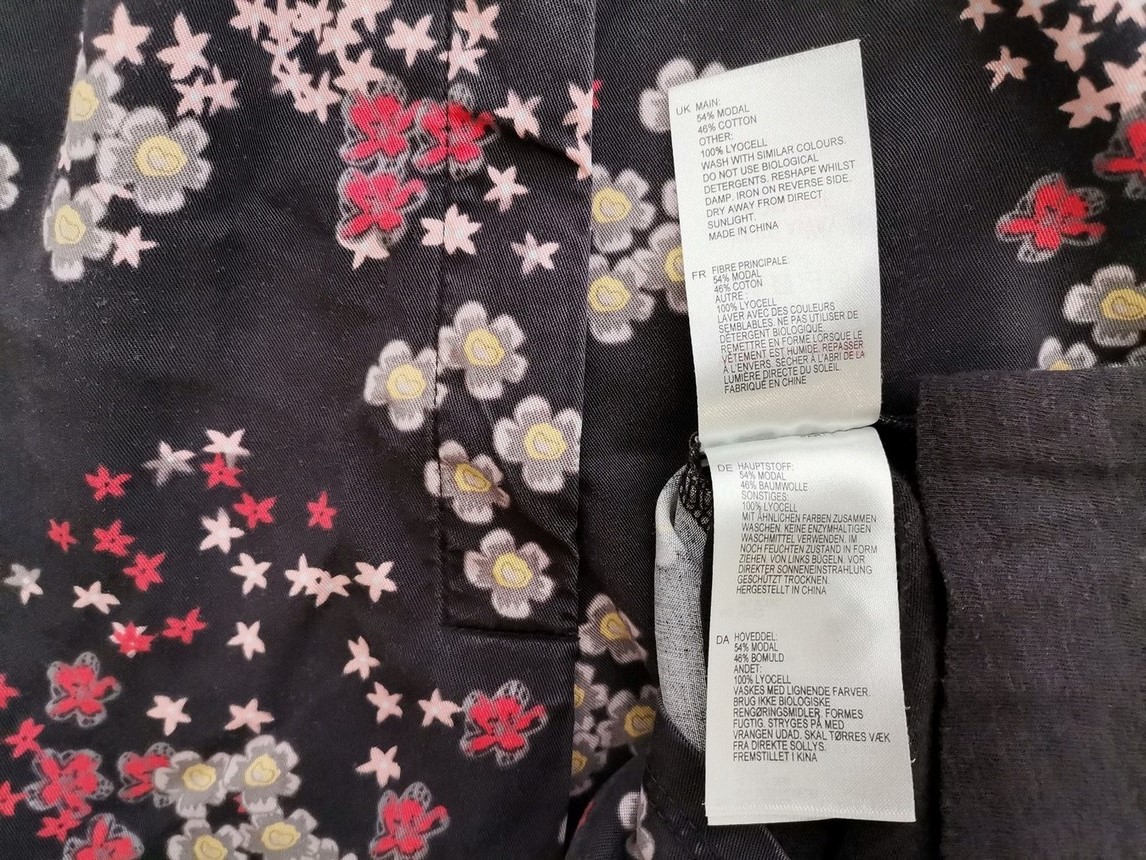 UK MAIN:
54% MODAL
46% COTTON
OTHER:
100% LYOCELL
WASH WITH SIMILAR COLOURS.
DO NOT USE BIOLOGICAL
DETERGENTS. RESHAPE WHILST
DAMP. IRON ON REVERSE SIDE.
DRY AWAY FROM DIRECT
SUNLIGHT.
MADE IN CHINA
FR FIBRE PRINCIPALE
54% MODAL
46% COTON
AUTRE
100% LYOCELL
LAVER AVEC DES COULEURS
SEMBLABLES. NE PAS UTILISER DE
DÉTERGENT BIOLOGIQUE.
REMETTRE EN FORME LORSQUE LE
VÊTEMENT EST HUMIDE. REPASSER
À L'ENVERS. SÉCHER À L'ABRI DE LA
LUMIÈRE DIRECTE DU SOLEIL.
FABRIQUÉ EN CHINE
DE HAUPTSTOFF:
54% MODAL
46% BAUMWOLLE
SONSTIGES:
100% LYOCELL
MIT ÄHNLICHEN FARBEN ZUSAMMEN
WASCHEN. KEINE ENZYMHALTIGEN
WASCHMITTEL VERWENDEN. IM
NOCH FEUCHTEN ZUSTAND IN FORM
ZIEHEN. VON LINKS BÜGELN. VOR
DIREKTER SONNENEINSTRAHLUNG
GESCHÜTZT TROCKNEN.
HERGESTELLT IN CHINA
DA HOVEDDEL:
54% MODAL
46% BOMULD
ANDET:
100% LYOCELL
VASKES MED LIGNENDE FARVER.
BRUG IKKE BIOLOGISKE
RENGØRINGSMIDLER. FORMES
FUGTIG. STRYGES PÅ MED
VRANGEN UDAD. SKAL TØRRES VÆK
FRA DIREKTE SOLLYS.
FREMSTILLET I KINA